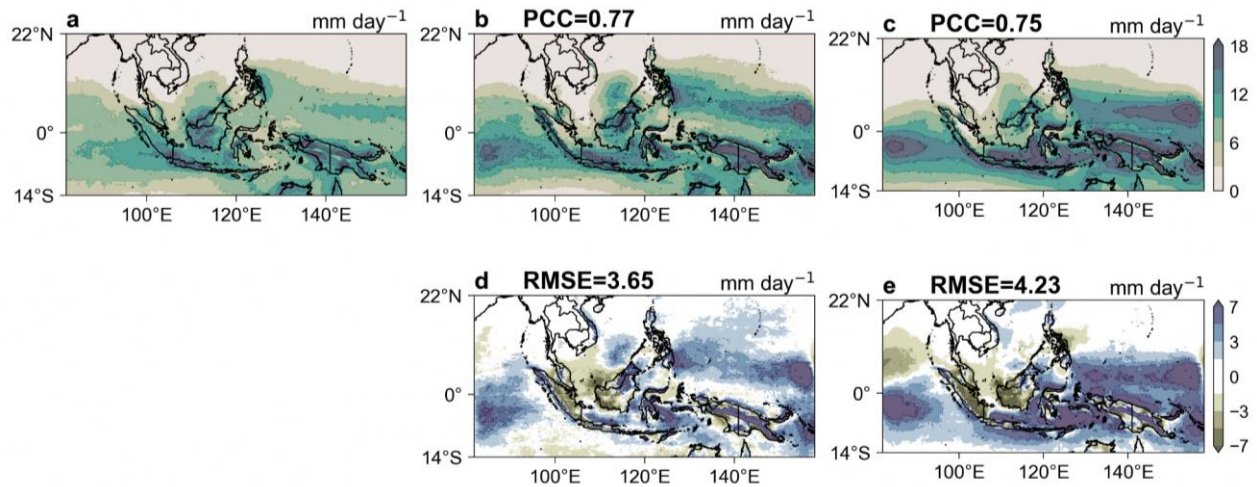 a mm day⁻¹
b PCC=0.77 mm day⁻¹
c PCC=0.75 mm day⁻¹
22°N
0°
14°S
100°E 120°E 140°E
22°N
0°
14°S
100°E 120°E 140°E
22°N
0°
14°S
100°E 120°E 140°E
18
12
6
0
d RMSE=3.65 mm day⁻¹
e RMSE=4.23 mm day⁻¹
22°N
0°
14°S
100°E 120°E 140°E
22°N
0°
14°S
100°E 120°E 140°E
7
3
0
−3
−7